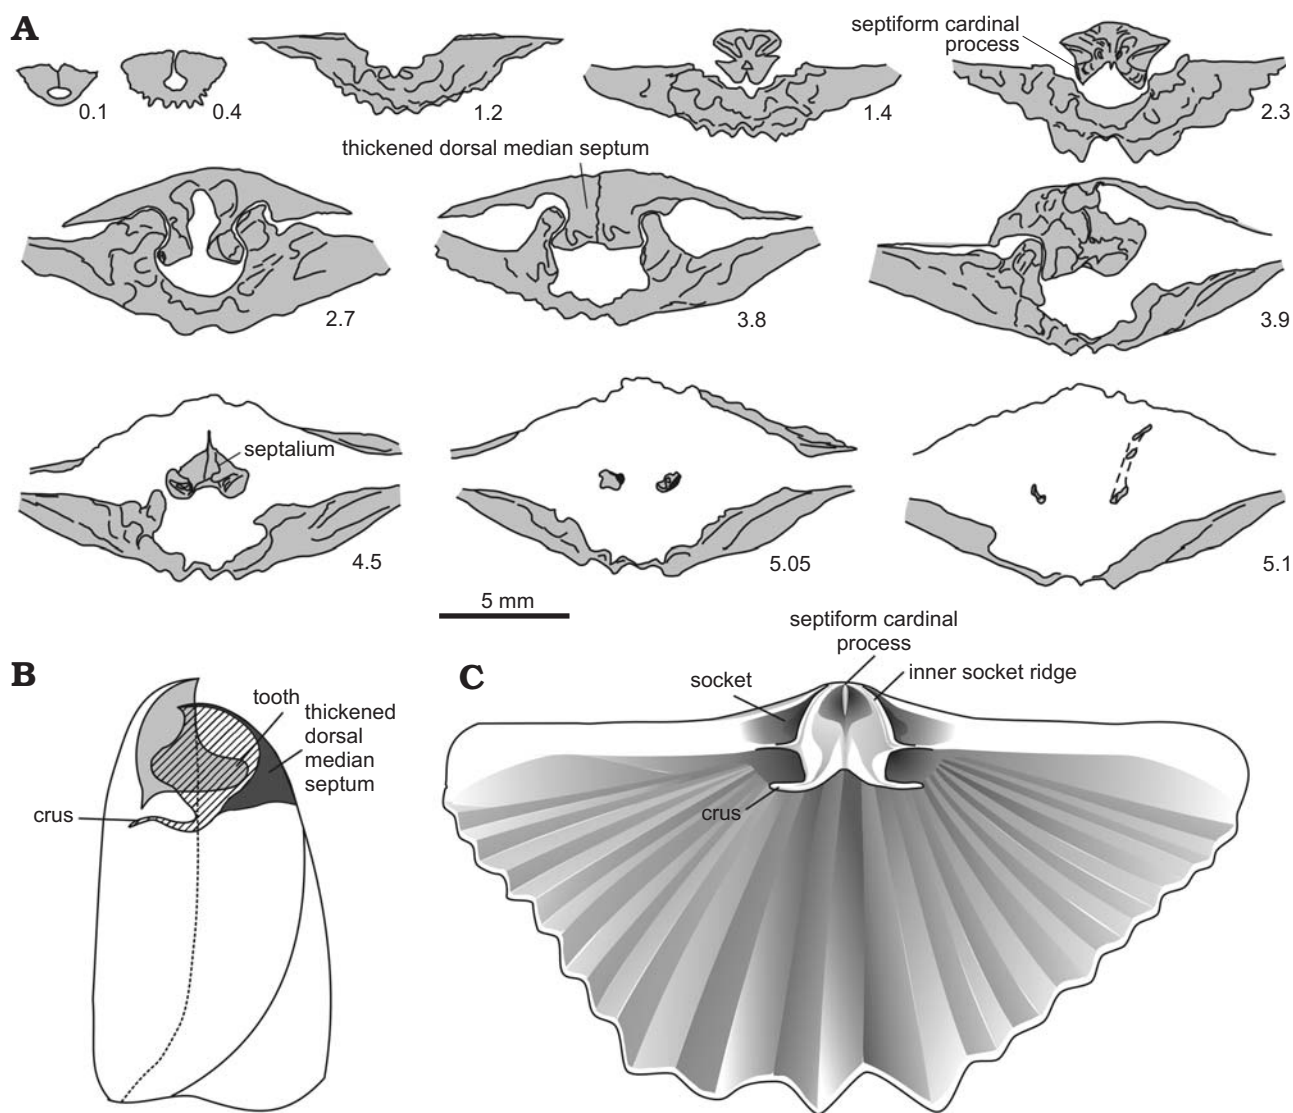 A
septiform cardinal
process
0.1
0.4
1.2
1.4
2.3
thickened dorsal median septum
2.7
3.8
3.9
septalium
4.5
5.05
5.1
5 mm
B
tooth
thickened
dorsal
median
septum
crus
C
septiform cardinal
process
socket
inner socket ridge
crus